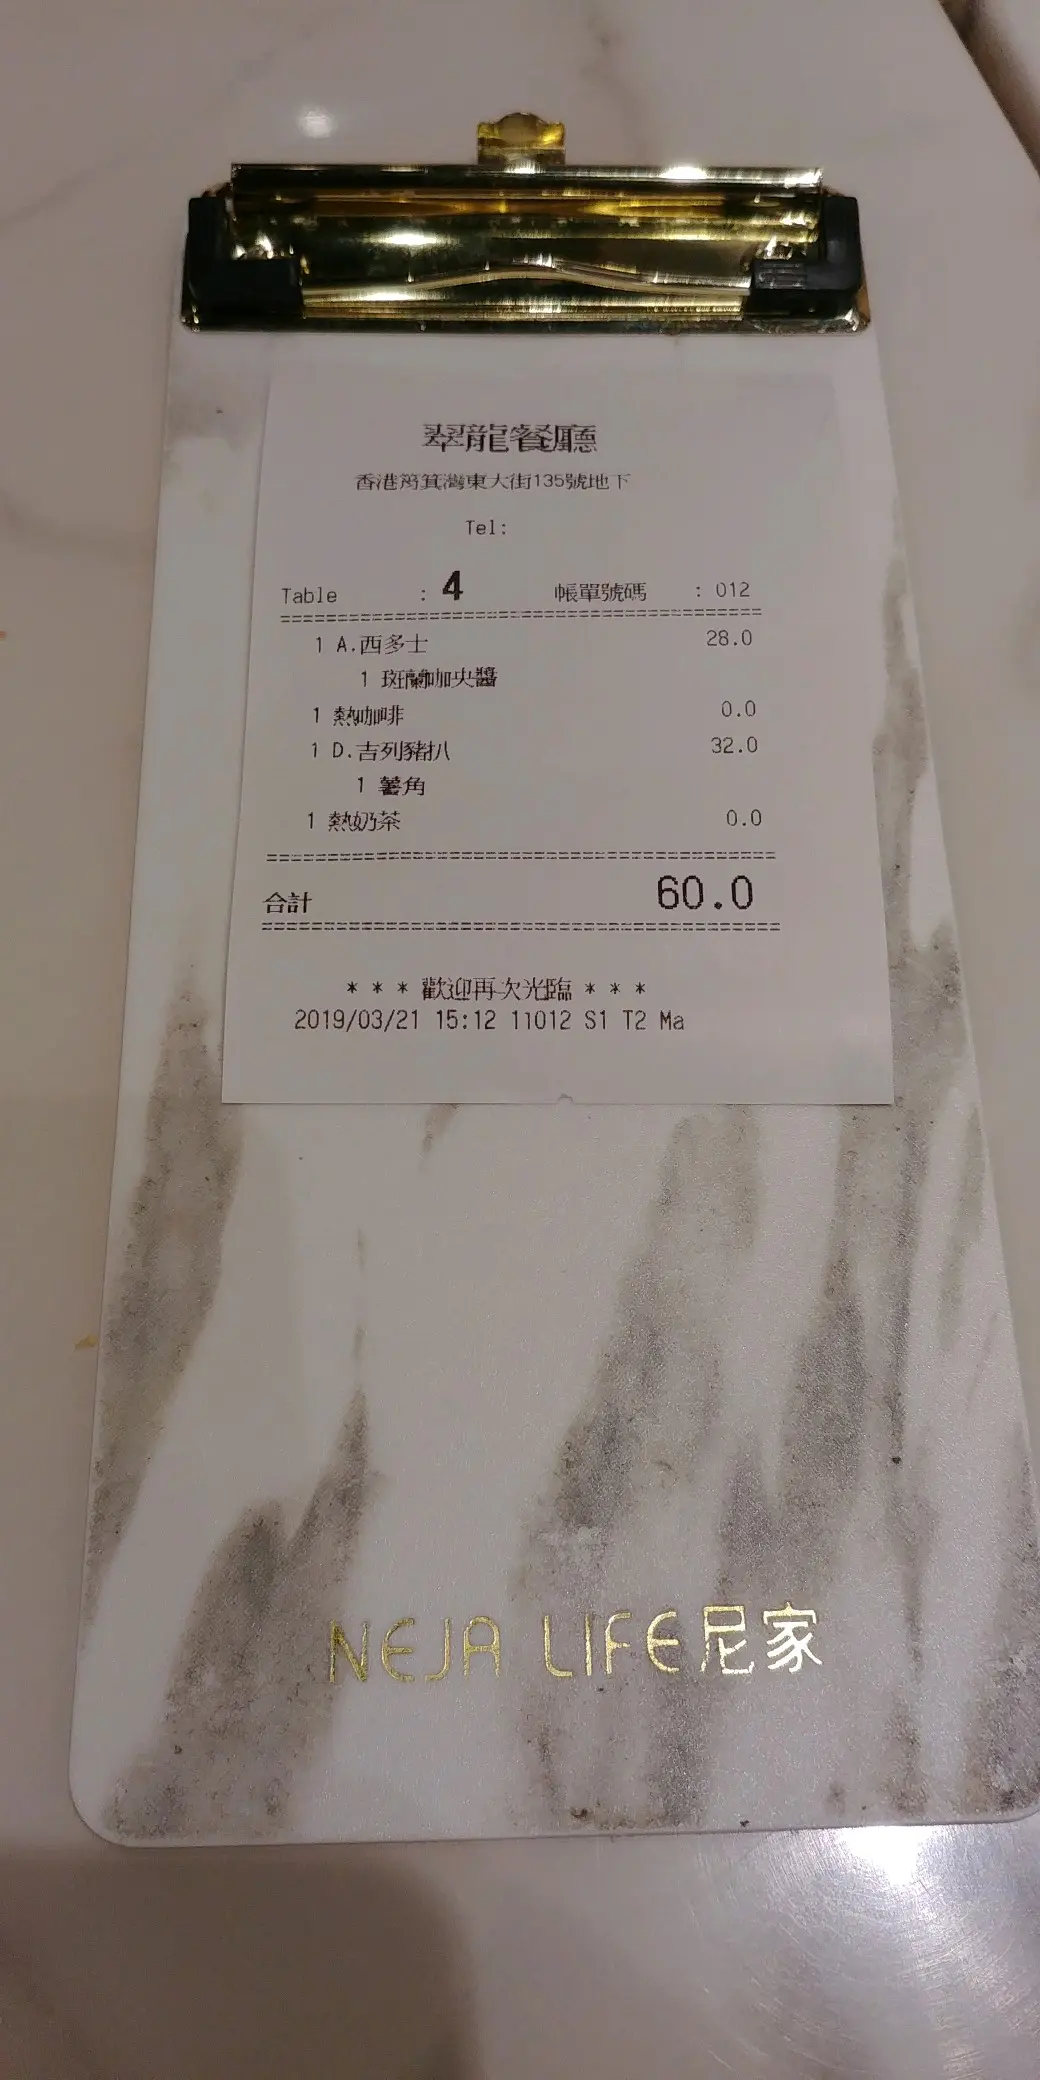 翠龍餐廳
香港筲箕灣東大街135號地下
Tel:
Table : 4 帳單號碼 : 012
1 A.西多士 28.0
1 斑蘭咖央醬
1 熱咖啡 0.0
1 D.吉列豬扒 32.0
1 薯角
1 熱奶茶 0.0
合計 60.0
* * * 歡迎再次光臨 * * *
2019/03/21 15:12 11012 S1 T2 Ma
NEJA LIFE尼家